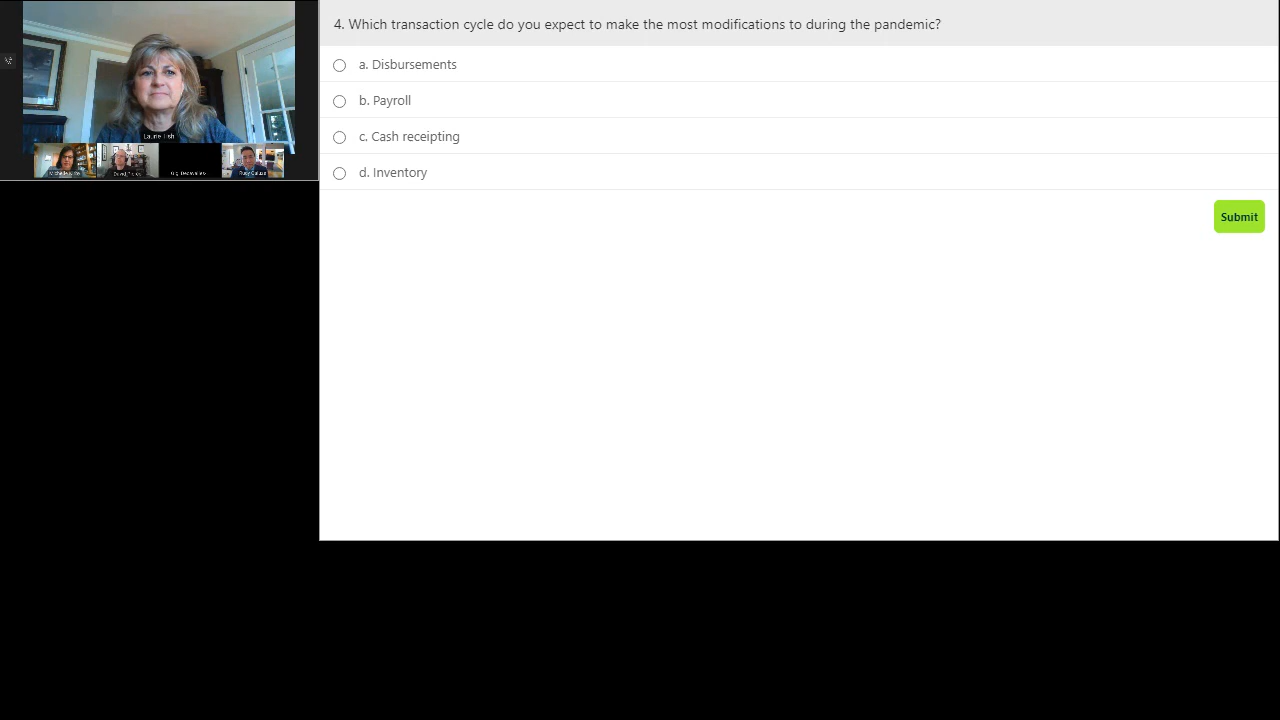 4. Which transaction cycle do you expect to make the most modifications to during the pandemic?
a. Disbursements
b. Payroll
c. Cash receipting
d. Inventory
Submit